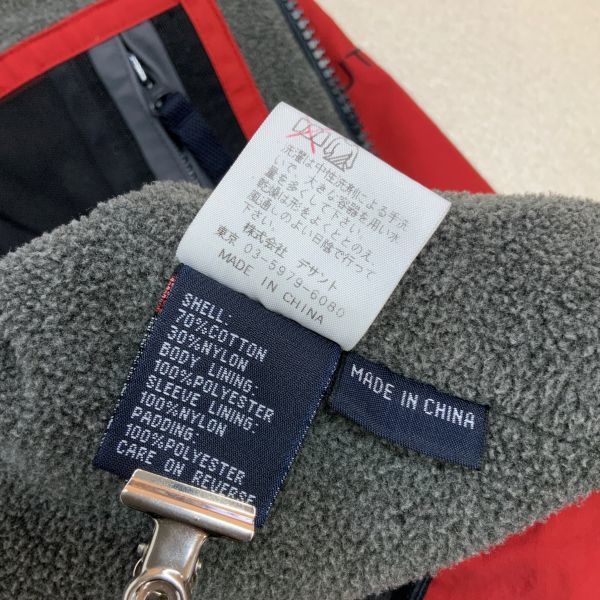 洗濯は中性洗剤による手洗
いで大きな容器を用い水
量を多くして下さい。
乾燥は形をよくととのえ、
風通しのよい日陰で行って
下さい。
株式会社 デサント
東京 03-5979-6080
MADE IN CHINA
SHELL:
70%COTTON
30%NYLON
BODY LINING:
100%POLYESTER
SLEEVE LINING:
100%NYLON
PADDING:
100%POLYESTER
CARE ON REVERSE
MADE IN CHINA